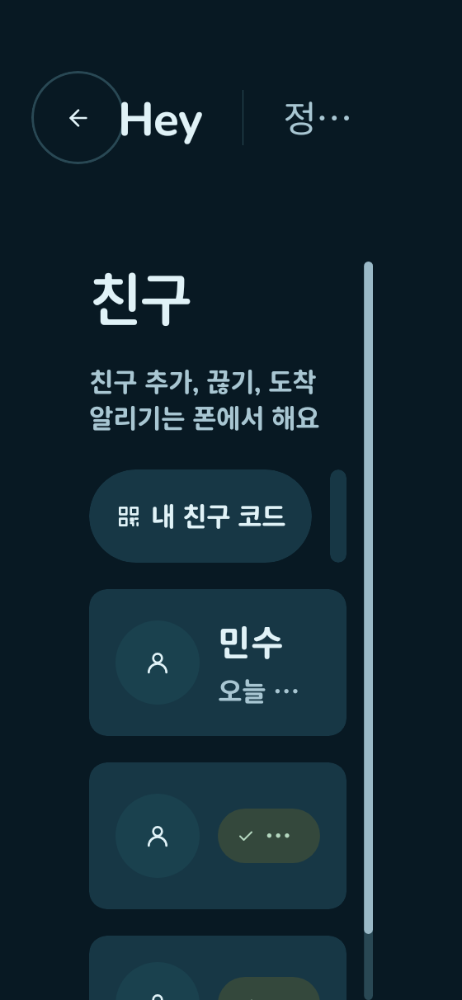 Hey
정…
친구
친구 추가, 끊기, 도착
알리기는 폰에서 해요
내 친구 코드
민수
오늘 …
…